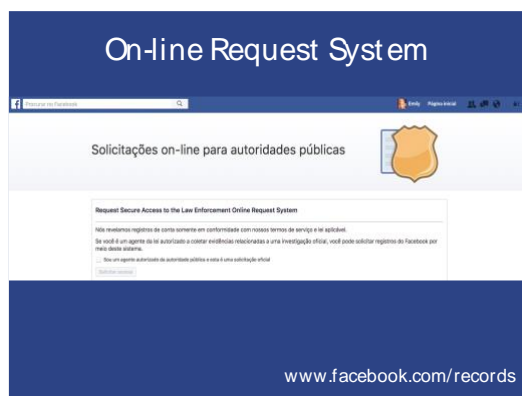 On-line Request System
f Procurar no Facebook Emily Página inicial
Solicitações on-line para autoridades públicas
Request Secure Access to the Law Enforcement Online Request System
Nós revelamos registros de conta somente em conformidade com nossos termos de serviço e lei aplicável.
Se você é um agente da lei autorizado a coletar evidências relacionadas a uma investigação oficial, você pode solicitar registros do Facebook por
meio deste sistema.
Sou um agente autorizado da autoridade pública e esta é uma solicitação oficial
Solicitar acesso
www.facebook.com/records